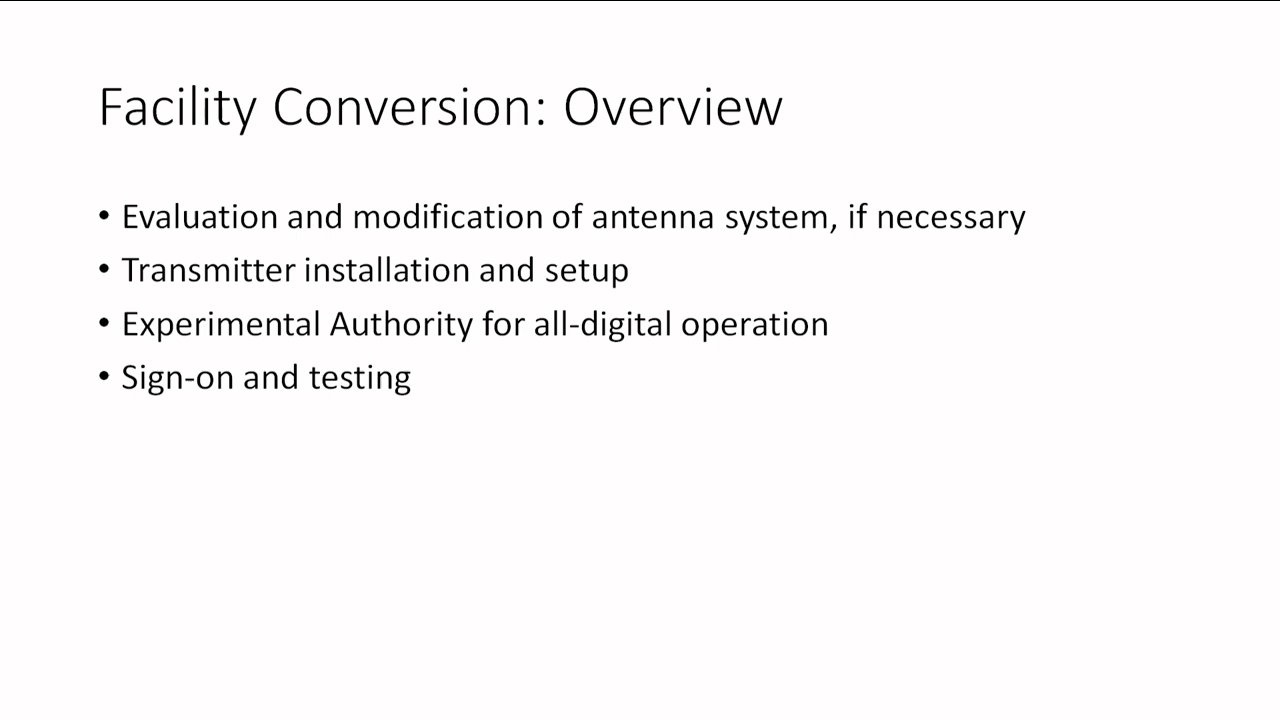 Facility Conversion: Overview
• Evaluation and modification of antenna system, if necessary
• Transmitter installation and setup
• Experimental Authority for all-digital operation
• Sign-on and testing